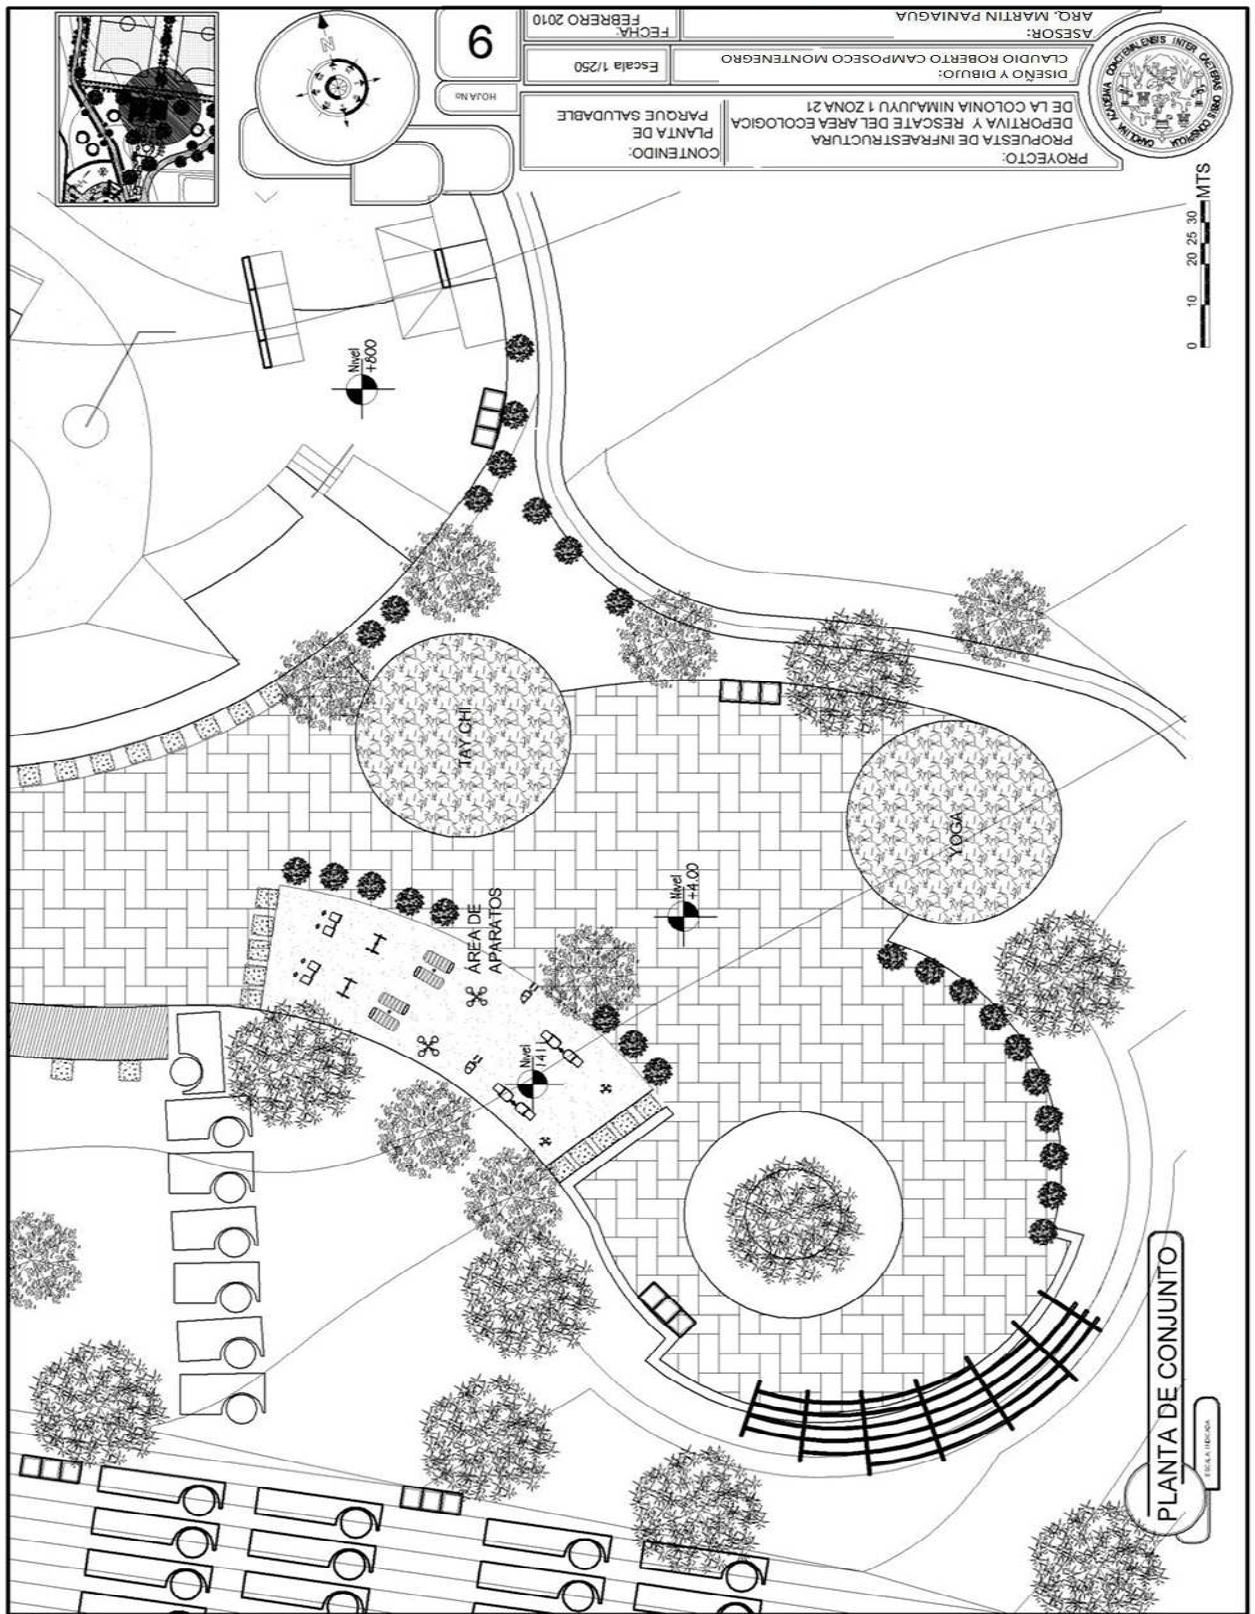 PROYECTO:
PROPUESTA DE INFRAESTRUCTURA
DEPORTIVA Y RESCATE DEL AREA ECOLOGICA
DE LA COLONIA NIMAJUYU 1 ZONA 21
CONTENIDO:
PLANTA DE
PARQUE SALUDABLE
DISEÑO Y DIBUJO:
CLAUDIO ROBERTO CAMPOSECO MONTENEGRO
Escala 1/250
ASESOR:
ARQ. MARTIN PANIAGUA
FECHA:
FEBRERO 2010
HOJA No
9
N
0 10 20 25 30 MTS
Nivel
+800
TAY CHI
YOGA
Nivel
+4.00
ÁREA DE
APARATOS
Nivel
PLANTA DE CONJUNTO
ESCALA INDICADA